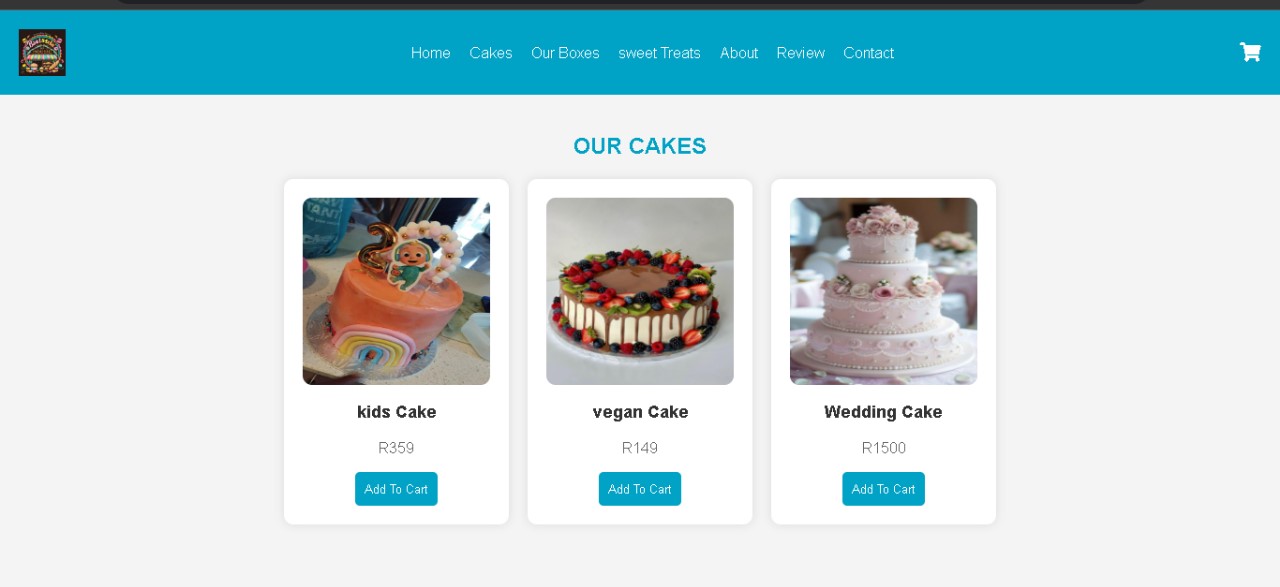 Home Cakes Our Boxes sweet Treats About Review Contact
OUR CAKES
kids Cake
R359
Add To Cart
vegan Cake
R149
Add To Cart
Wedding Cake
R1500
Add To Cart